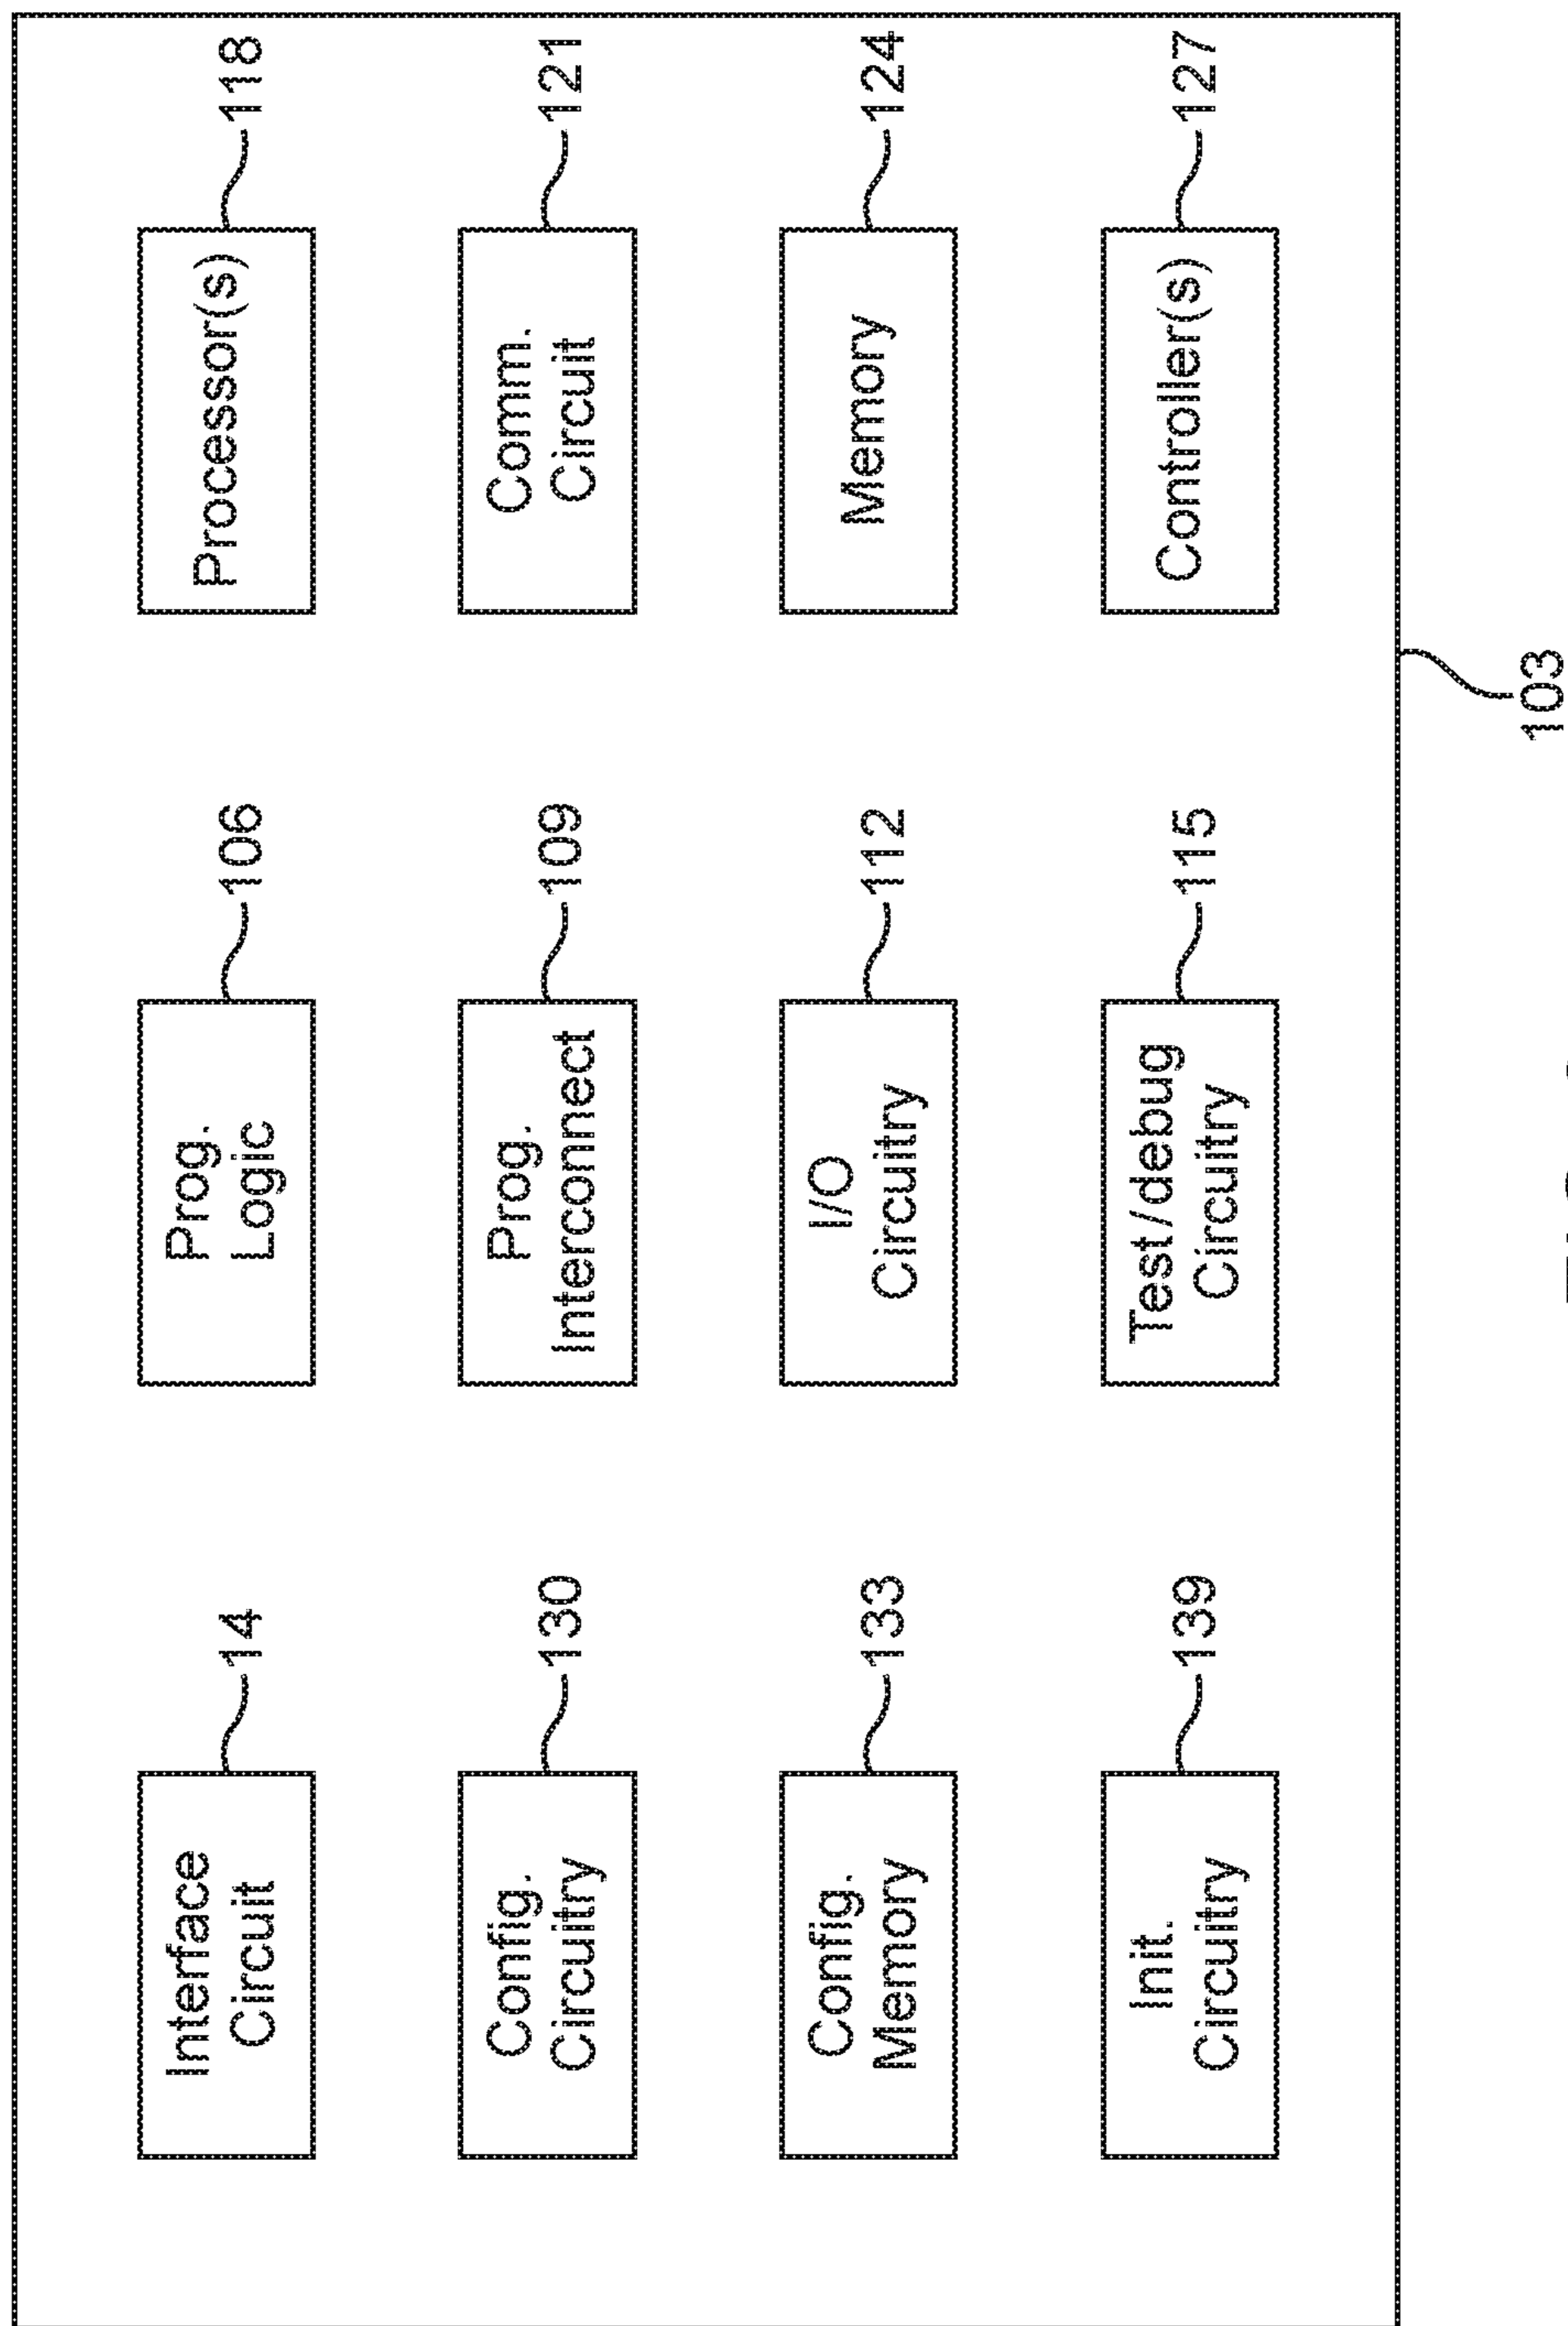 Interface
Circuit
14
Prog.
Logic
106
Processor(s)
118
Config.
Circuitry
130
Prog.
Interconnect
109
Comm.
Circuit
121
Config.
Memory
133
I/O
Circuitry
112
Memory
124
Init.
Circuitry
139
Test/debug
Circuitry
115
Controller(s)
127
103